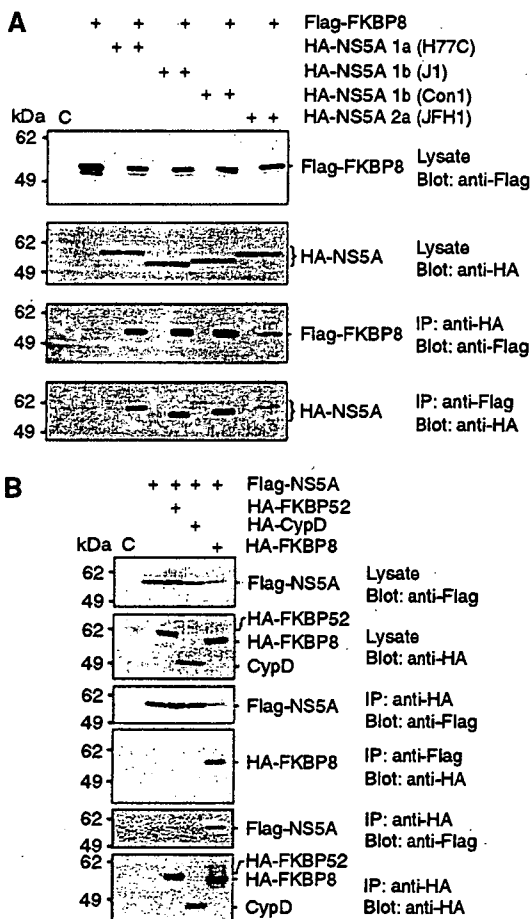 A
+ + + + + Flag-FKBP8
+ + HA-NS5A 1a (H77C)
+ + HA-NS5A 1b (J1)
+ + HA-NS5A 1b (Con1)
kDa C + + HA-NS5A 2a (JFH1)
62
49
Flag-FKBP8
Lysate
Blot: anti-Flag
62
49
HA-NS5A
Lysate
Blot: anti-HA
62
49
Flag-FKBP8
IP: anti-HA
Blot: anti-Flag
62
49
HA-NS5A
IP: anti-Flag
Blot: anti-HA
B
+ + + + Flag-NS5A
+ HA-FKBP52
+ HA-CypD
kDa C + HA-FKBP8
62
49
Flag-NS5A
Lysate
Blot: anti-Flag
62
49
HA-FKBP52
HA-FKBP8
CypD
Lysate
Blot: anti-HA
62
49
Flag-NS5A
IP: anti-HA
Blot: anti-Flag
62
49
HA-FKBP8
IP: anti-Flag
Blot: anti-HA
62
49
Flag-NS5A
IP: anti-HA
Blot: anti-Flag
62
49
HA-FKBP52
HA-FKBP8
CypD
IP: anti-HA
Blot: anti-HA